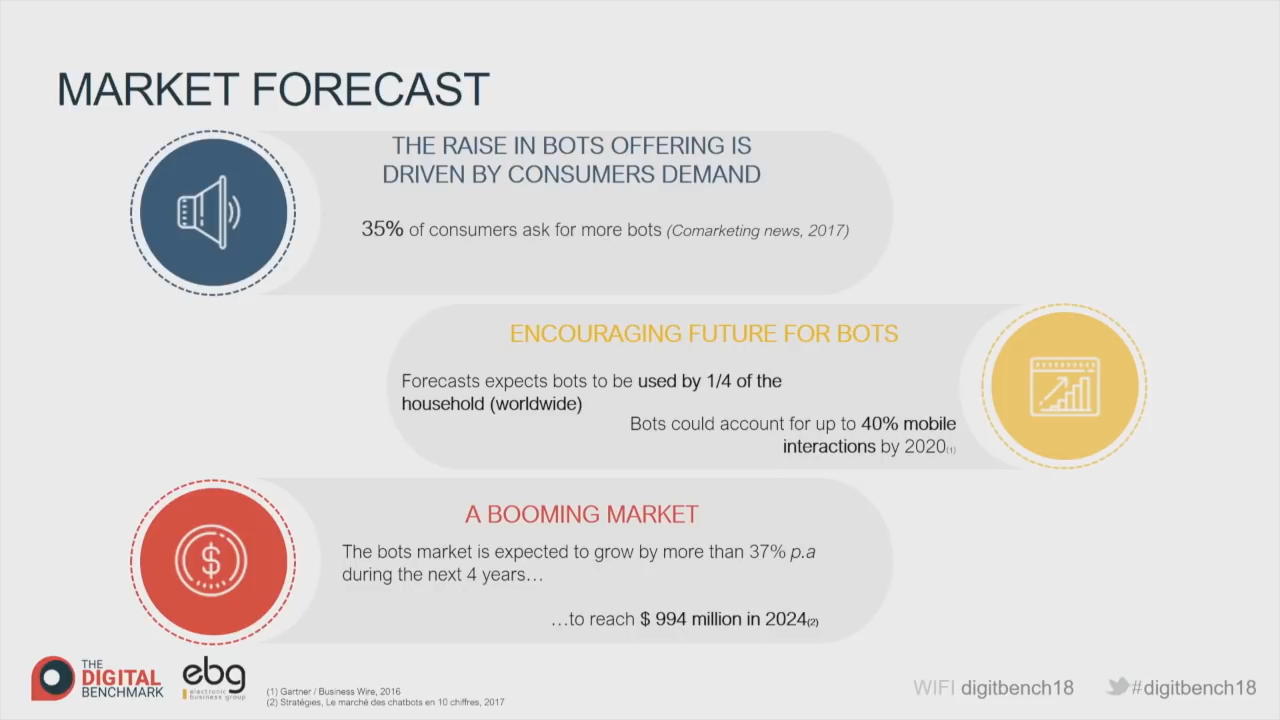 MARKET FORECAST
THE RAISE IN BOTS OFFERING IS
DRIVEN BY CONSUMERS DEMAND
35% of consumers ask for more bots (Comarketing news, 2017)
ENCOURAGING FUTURE FOR BOTS
Forecasts expects bots to be used by 1/4 of the
household (worldwide)
Bots could account for up to 40% mobile
interactions by 2020(1)
A BOOMING MARKET
The bots market is expected to grow by more than 37% p.a
during the next 4 years…
…to reach $ 994 million in 2024(2)
THE
DIGITAL
BENCHMARK
ebg
electronic
business group
(1) Gartner / Business Wire, 2016
(2) Stratégies, Le marché des chatbots en 10 chiffres, 2017
WIFI digitbench18
#digitbench18